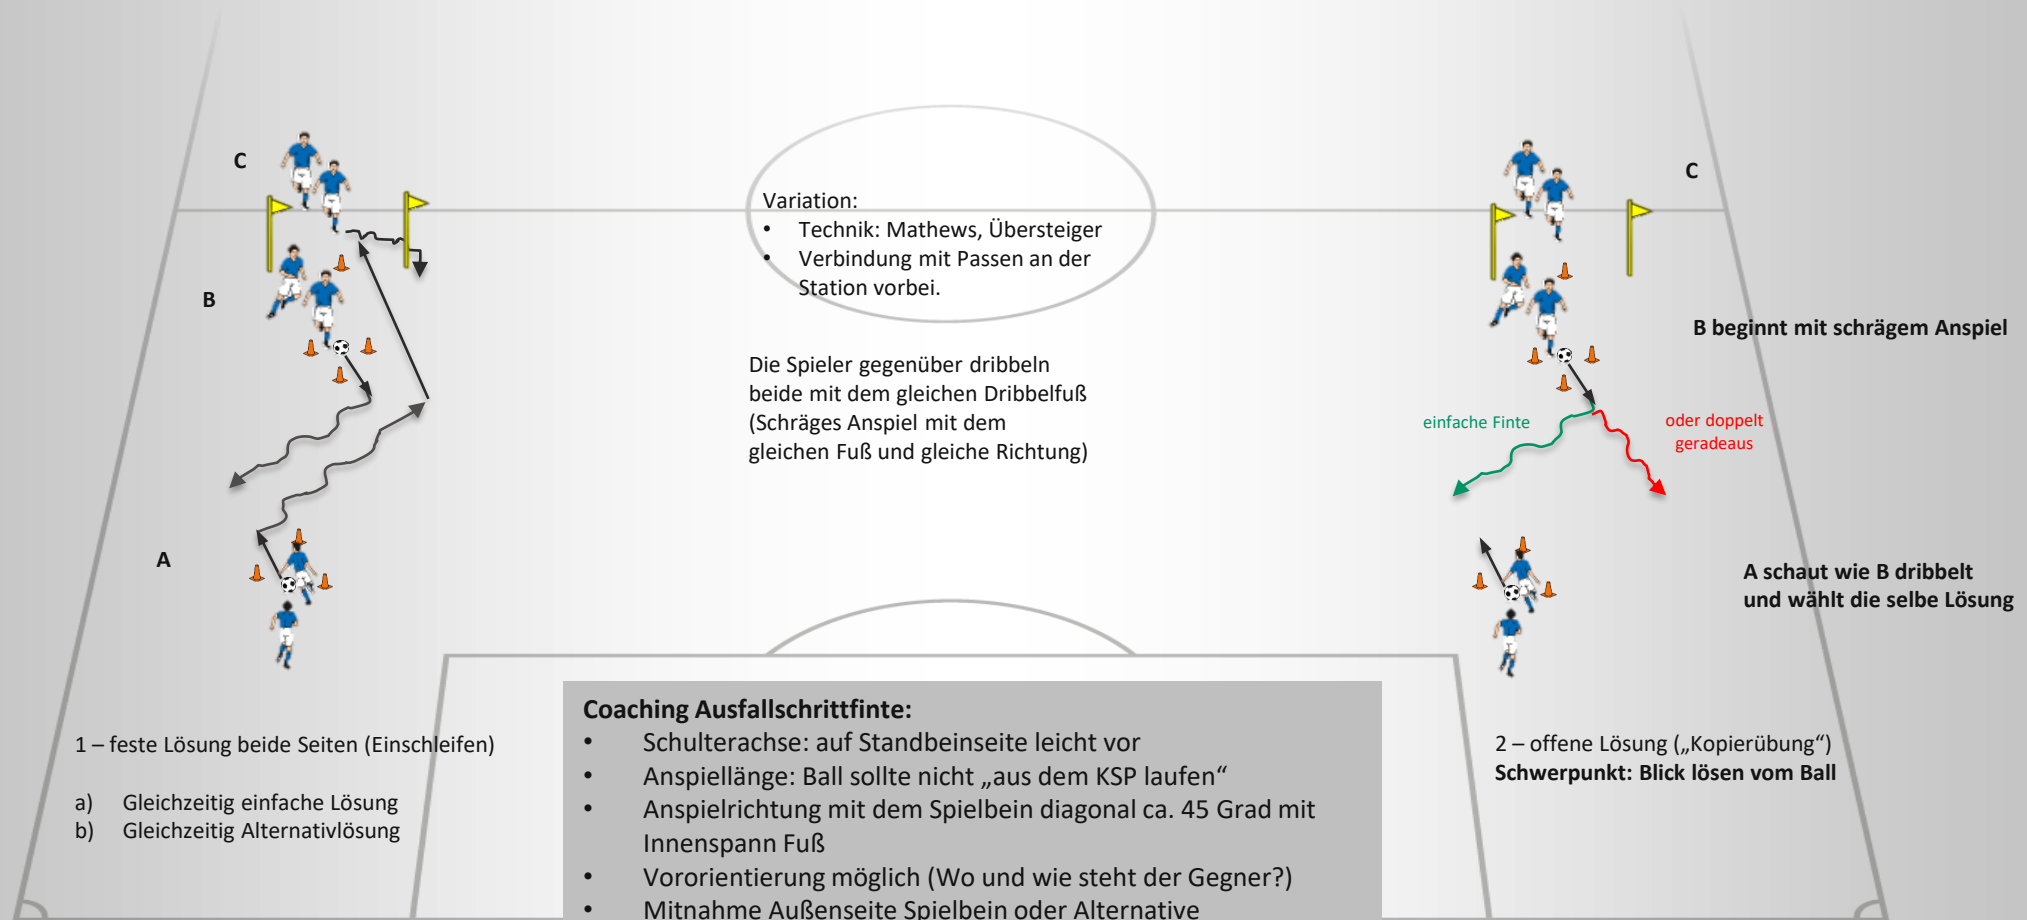 C
B
A
Variation:
• Technik: Mathews, Übersteiger
• Verbindung mit Passen an der
Station vorbei.
Die Spieler gegenüber dribbeln
beide mit dem gleichen Dribbelfuß
(Schräges Anspiel mit dem
gleichen Fuß und gleiche Richtung)
C
B beginnt mit schrägem Anspiel
einfache Finte
oder doppelt
geradeaus
A schaut wie B dribbelt
und wählt die selbe Lösung
1 – feste Lösung beide Seiten (Einschleifen)
a) Gleichzeitig einfache Lösung
b) Gleichzeitig Alternativlösung
Coaching Ausfallschrittfinte:
• Schulterachse: auf Standbeinseite leicht vor
• Anspiellänge: Ball sollte nicht „aus dem KSP laufen“
• Anspielrichtung mit dem Spielbein diagonal ca. 45 Grad mit
Innenspann Fuß
• Vororientierung möglich (Wo und wie steht der Gegner?)
• Mitnahme Außenseite Spielbein oder Alternative
2 – offene Lösung („Kopierübung“)
Schwerpunkt: Blick lösen vom Ball